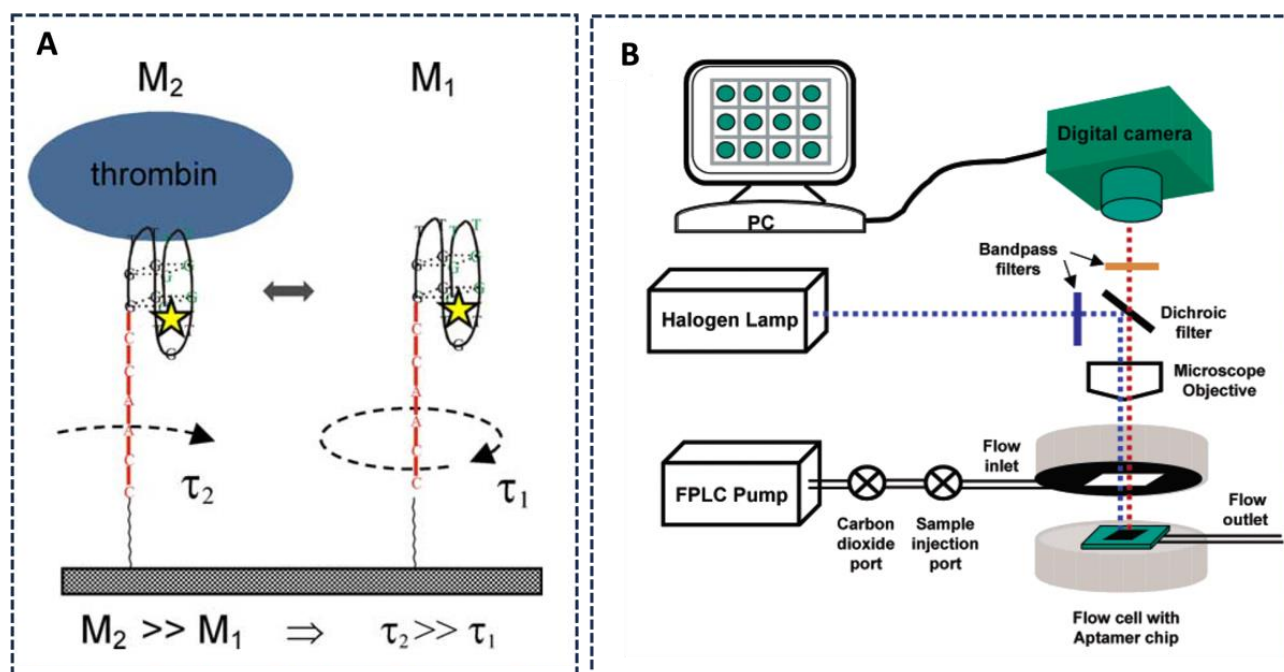 A
M₂
M₁
thrombin
C
C
A
A
C
C
C
C
A
A
C
C
τ₂
τ₁
M₂ >> M₁ ⇒ τ₂ >> τ₁
B
Digital camera
PC
Bandpass
filters
Halogen Lamp
Dichroic
filter
Microscope
Objective
Flow
inlet
FPLC Pump
Flow
outlet
Carbon
dioxide
port
Sample
injection
port
Flow cell with
Aptamer chip